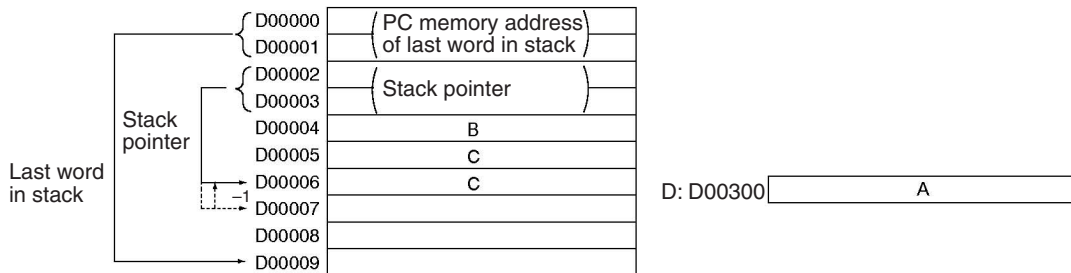 D00000
PC memory address
of last word in stack
D00001
D00002
Stack pointer
D00003
Stack
pointer
D00004
B
D00005
C
Last word
in stack
D00006
C
–1
D00007
D: D00300
A
D00008
D00009